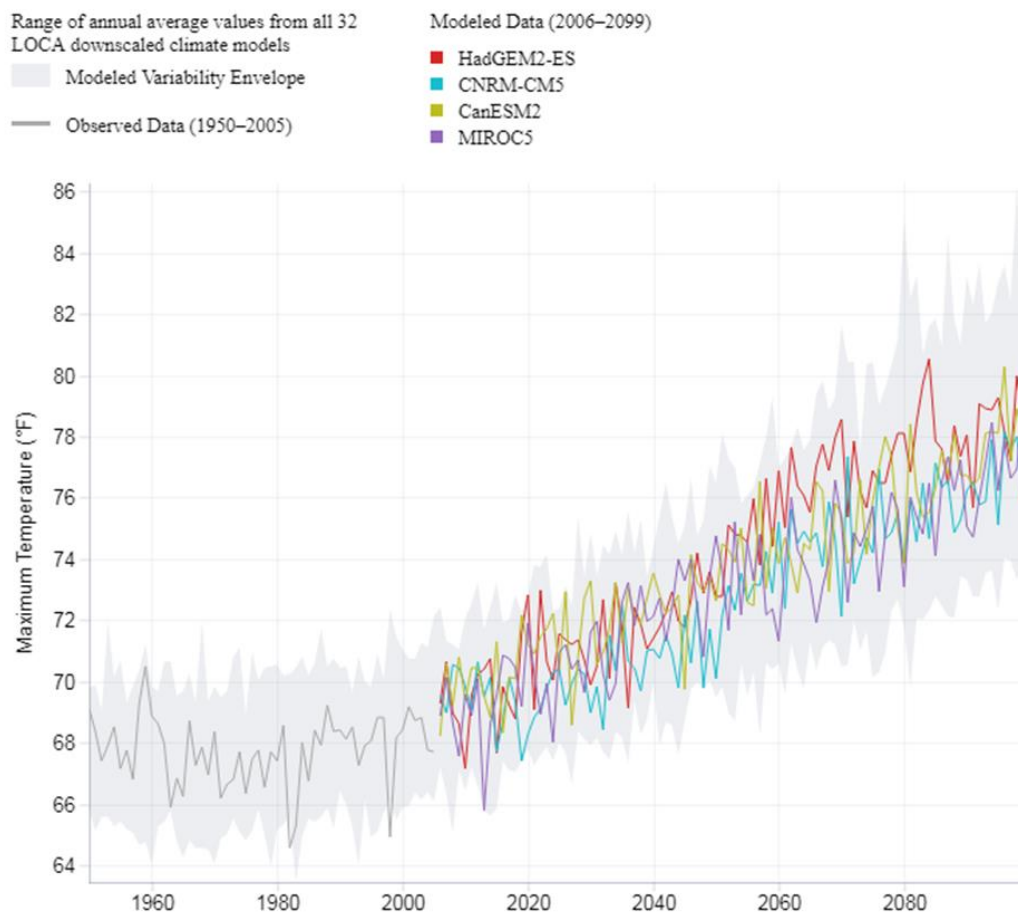 Range of annual average values from all 32
LOCA downscaled climate models
Modeled Variability Envelope
Observed Data (1950–2005)
Modeled Data (2006–2099)
HadGEM2-ES
CNRM-CM5
CanESM2
MIROC5
Maximum Temperature (°F)
86
84
82
80
78
76
74
72
70
68
66
64
1960
1980
2000
2020
2040
2060
2080